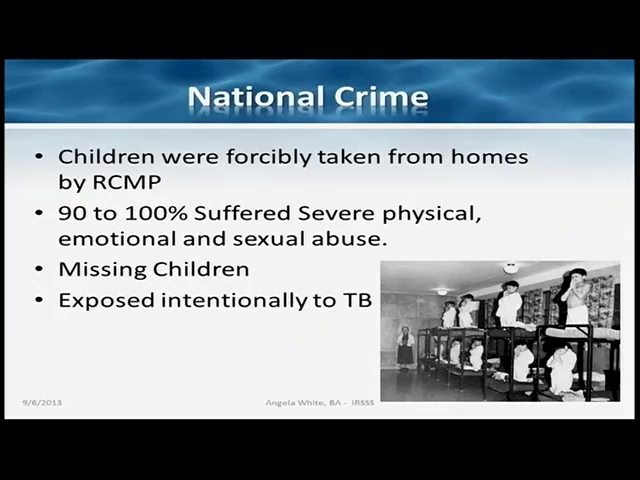 National Crime
• Children were forcibly taken from homes
by RCMP
• 90 to 100% Suffered Severe physical,
emotional and sexual abuse.
• Missing Children
• Exposed intentionally to TB
9/6/2013
Angela White, BA - IRSSS